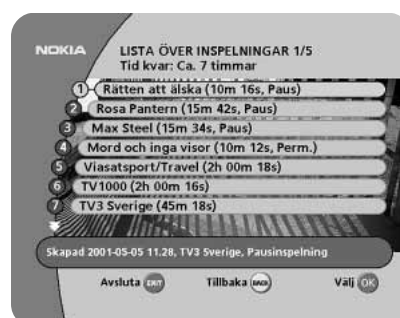 NOKIA
LISTA ÖVER INSPELNINGAR 1/5
Tid kvar: Ca. 7 timmar
1 Rätten att älska (10m 16s, Paus)
2 Rosa Pantern (15m 42s, Paus)
3 Max Steel (15m 34s, Paus)
4 Mord och inga visor (10m 12s, Perm.)
5 Viasatsport/Travel (2h 00m 18s)
6 TV1000 (2h 00m 16s)
7 TV3 Sverige (45m 18s)
Skapad 2001-05-05 11.28, TV3 Sverige, Pausinspelning
Avsluta EXIT Tillbaka BACK Välj OK